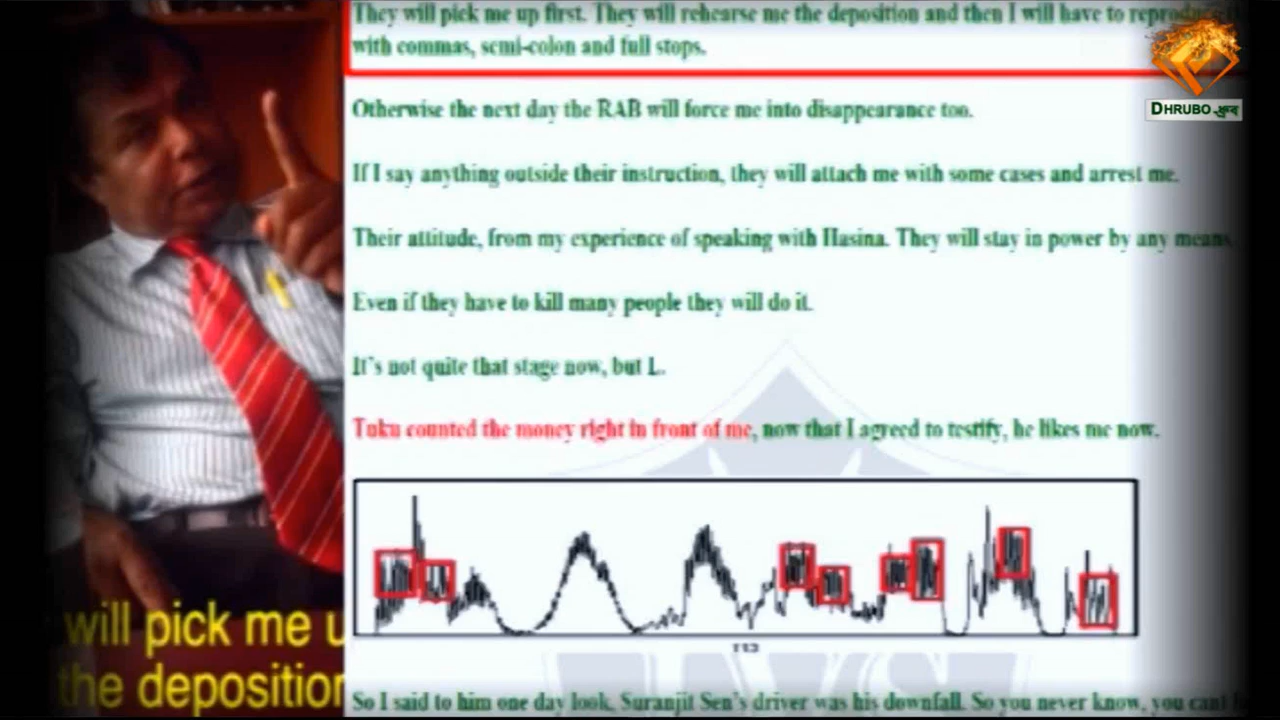 They will pick me up first. They will rehearse me the deposition and then I will have to
with commas, semi-colon and full stops.
DHRUBO ধ্রুব
Otherwise the next day the RAB will force me into disappearance too.
If I say anything outside their instruction, they will attach me with some cases and arrest me.
Their attitude, from my experience of speaking with Hasina. They will stay in power by any means
Even if they have to kill many people they will do it.
It's not quite that stage now, but I..
Tuku counted the money right in front of me, now that I agreed to testify, he likes me now.
will pick me u
the deposition
So I said to him one day look, Suranjit Sen's driver was his downfall. So you never know, you cant